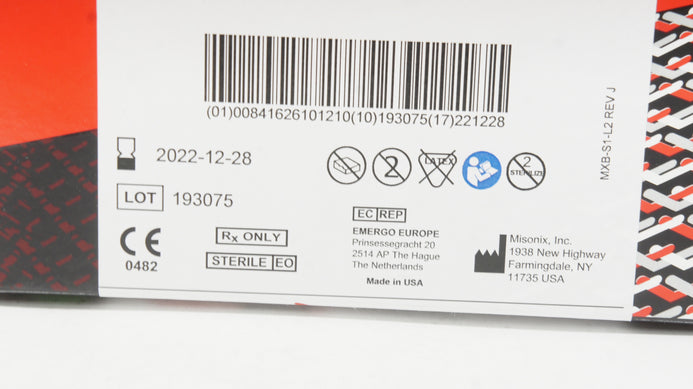 (01)00841626101210(10)193075(17)221228
2022-12-28
2
LATEX
2
STERILIZE
LOT 193075
CE
0482
Rx ONLY
STERILE EO
EC REP
EMERGO EUROPE
Prinsessegracht 20
2514 AP The Hague
The Netherlands
Made in USA
Misonix, Inc.
1938 New Highway
Farmingdale, NY
11735 USA
MXB-S1-L2 REV J